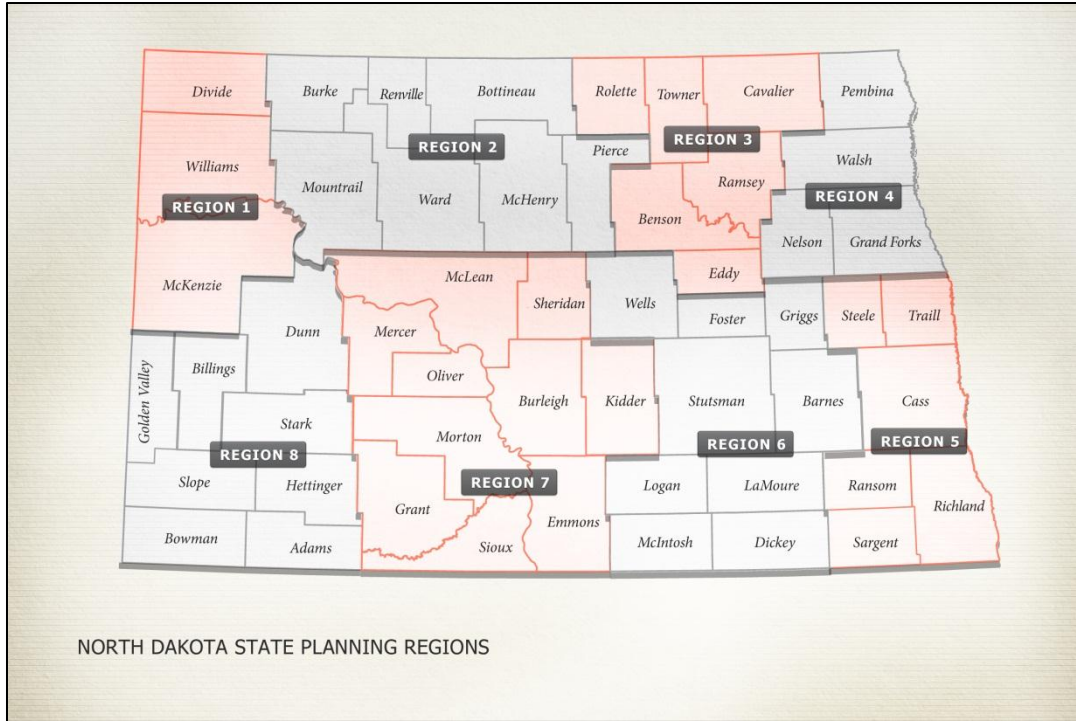 Divide
Burke
Renville
Bottineau
Rolette
Towner
Cavalier
Pembina
REGION 2
REGION 3
Pierce
Walsh
Williams
Mountrail
Ward
McHenry
Ramsey
Benson
REGION 4
REGION 1
Nelson
Grand Forks
McKenzie
McLean
Eddy
Sheridan
Wells
Dunn
Mercer
Foster
Griggs
Steele
Traill
Golden Valley
Billings
Oliver
Burleigh
Kidder
Stutsman
Barnes
Cass
Stark
Morton
REGION 8
REGION 6
REGION 5
Slope
Hettinger
REGION 7
Logan
LaMoure
Ransom
Grant
Emmons
Richland
Bowman
Adams
Sioux
McIntosh
Dickey
Sargent
NORTH DAKOTA STATE PLANNING REGIONS